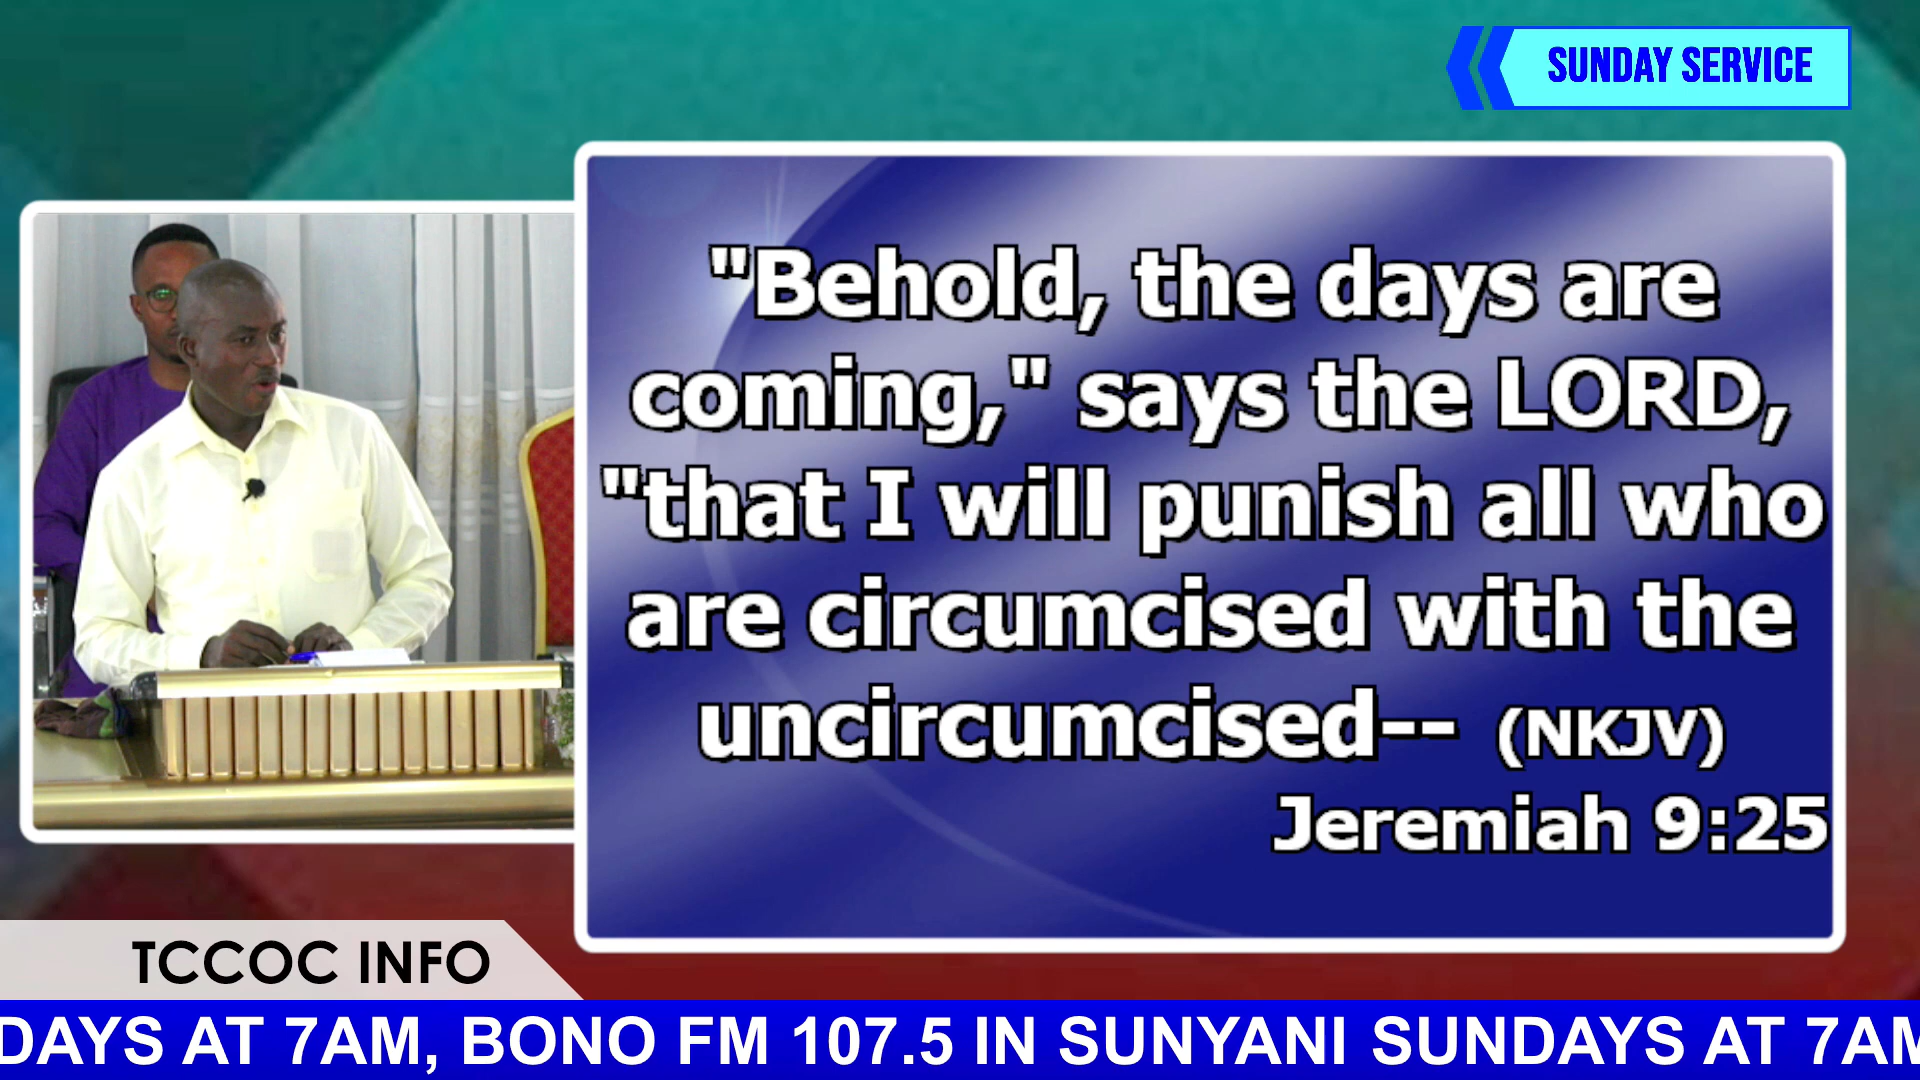 SUNDAY SERVICE
"Behold, the days are
coming," says the LORD,
"that I will punish all who
are circumcised with the
uncircumcised-- (NKJV)
Jeremiah 9:25
TCCOC INFO
DAYS AT 7AM, BONO FM 107.5 IN SUNYANI SUNDAYS AT 7AM